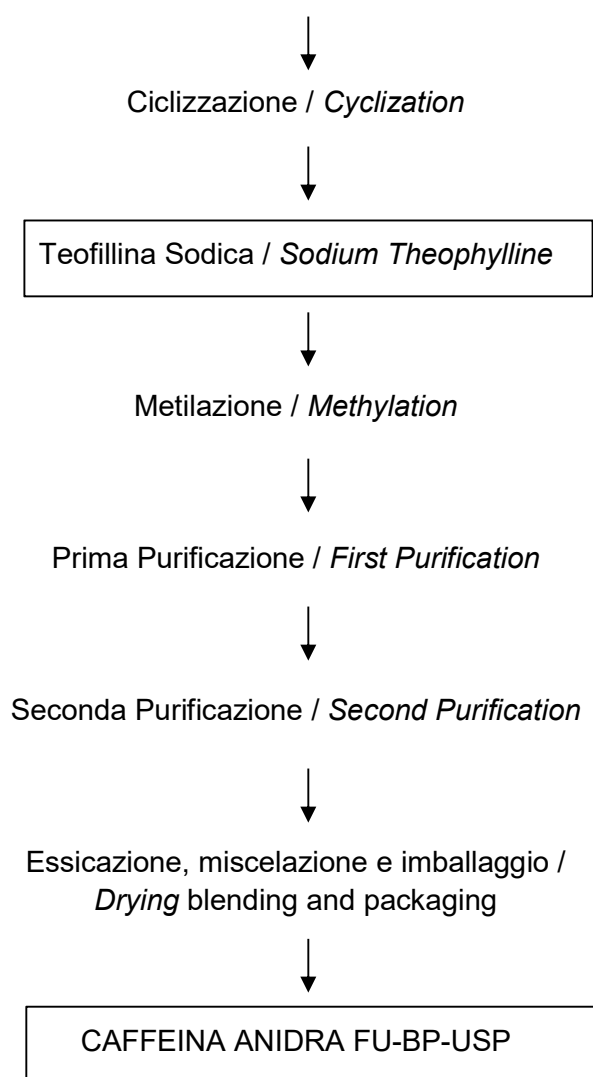 Ciclizzazione / Cyclization
Teofillina Sodica / Sodium Theophylline
Metilazione / Methylation
Prima Purificazione / First Purification
Seconda Purificazione / Second Purification
Essicazione, miscelazione e imballaggio /
Drying blending and packaging
CAFFEINA ANIDRA FU-BP-USP